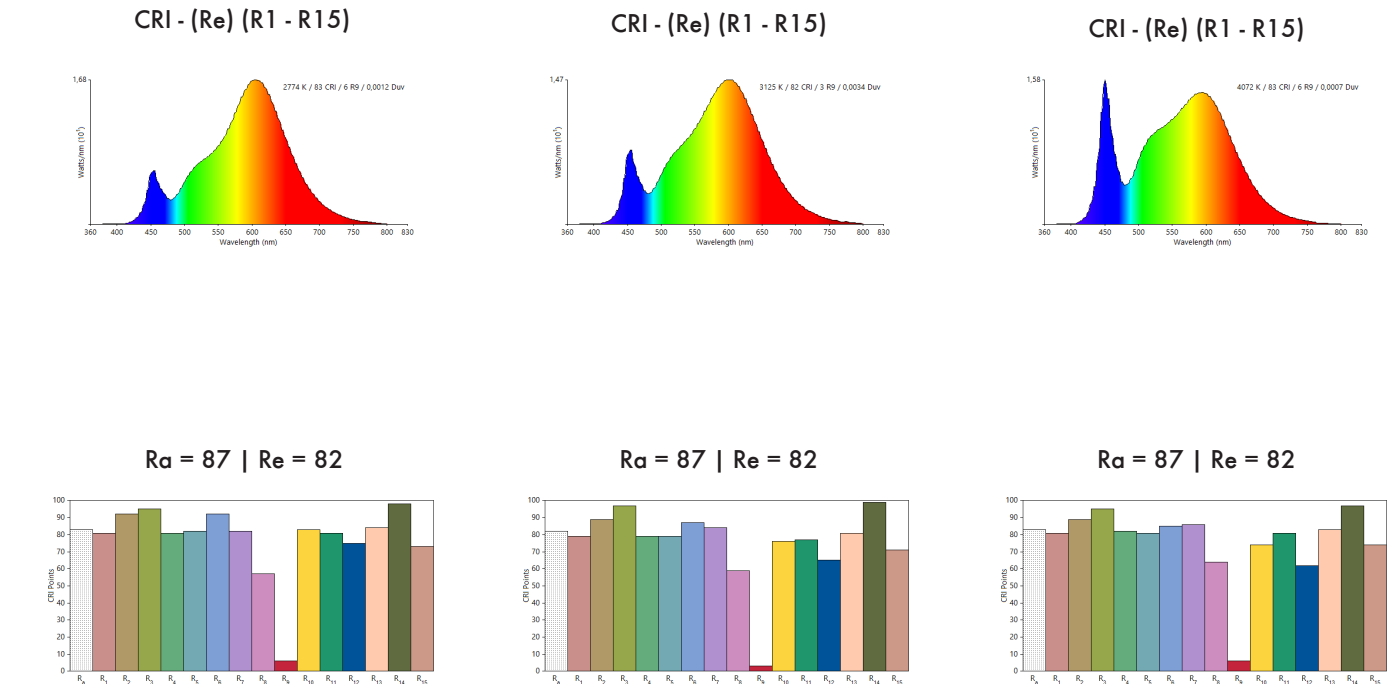 CRI - (Re) (R1 - R15)
CRI - (Re) (R1 - R15)
CRI - (Re) (R1 - R15)
1,68
2774 K / 83 CRI / 6 R9 / 0,0012 Duv
Watts/nm (10¹)
360 400 450 500 550 600 650 700 750 800 830
Wavelength (nm)
1,47
3125 K / 82 CRI / 3 R9 / 0,0034 Duv
Watts/nm (10¹)
360 400 450 500 550 600 650 700 750 800 830
Wavelength (nm)
1,58
4072 K / 83 CRI / 6 R9 / 0,0007 Duv
Watts/nm (10¹)
360 400 450 500 550 600 650 700 750 800 830
Wavelength (nm)
Ra = 87 | Re = 82
Ra = 87 | Re = 82
Ra = 87 | Re = 82
100
90
80
70
60
50
40
30
20
10
0
CRI Points
Ra R1 R2 R3 R4 R5 R6 R7 R8 R9 R10 R11 R12 R13 R14 R15
100
90
80
70
60
50
40
30
20
10
0
CRI Points
Ra R1 R2 R3 R4 R5 R6 R7 R8 R9 R10 R11 R12 R13 R14 R15
100
90
80
70
60
50
40
30
20
10
0
CRI Points
Ra R1 R2 R3 R4 R5 R6 R7 R8 R9 R10 R11 R12 R13 R14 R15